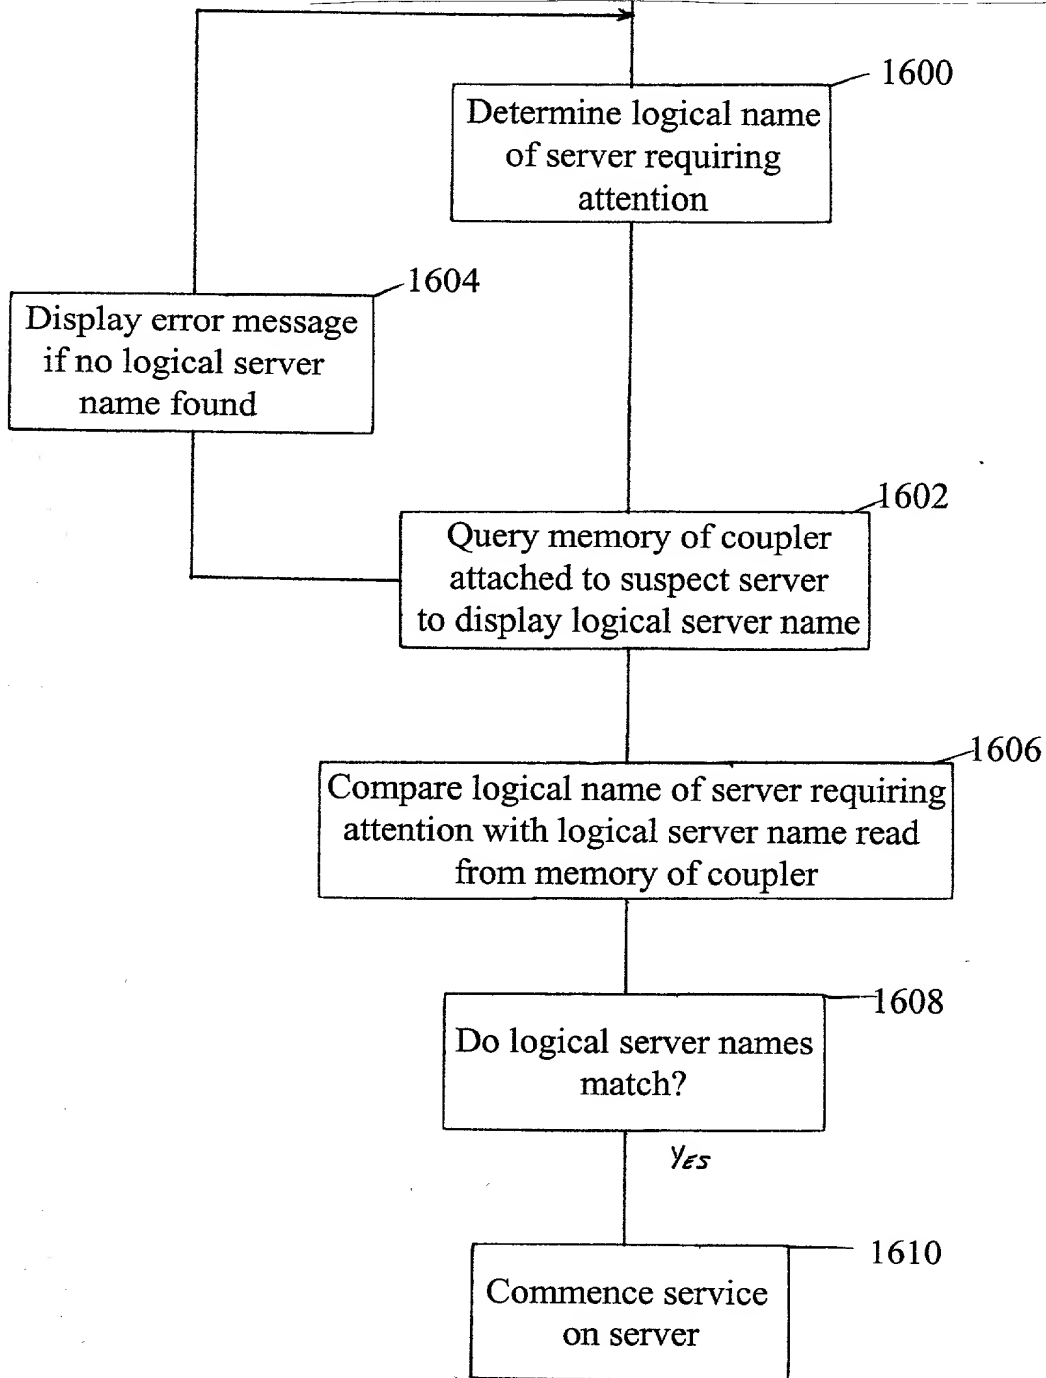 1600
Determine logical name
of server requiring
attention
1604
Display error message
if no logical server
name found
1602
Query memory of coupler
attached to suspect server
to display logical server name
1606
Compare logical name of server requiring
attention with logical server name read
from memory of coupler
1608
Do logical server names
match?
YES
1610
Commence service
on server